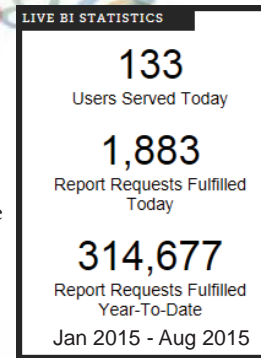 LIVE BI STATISTICS
133
Users Served Today
1,883
Report Requests Fulfilled
Today
314,677
Report Requests Fulfilled
Year-To-Date
Jan 2015 - Aug 2015